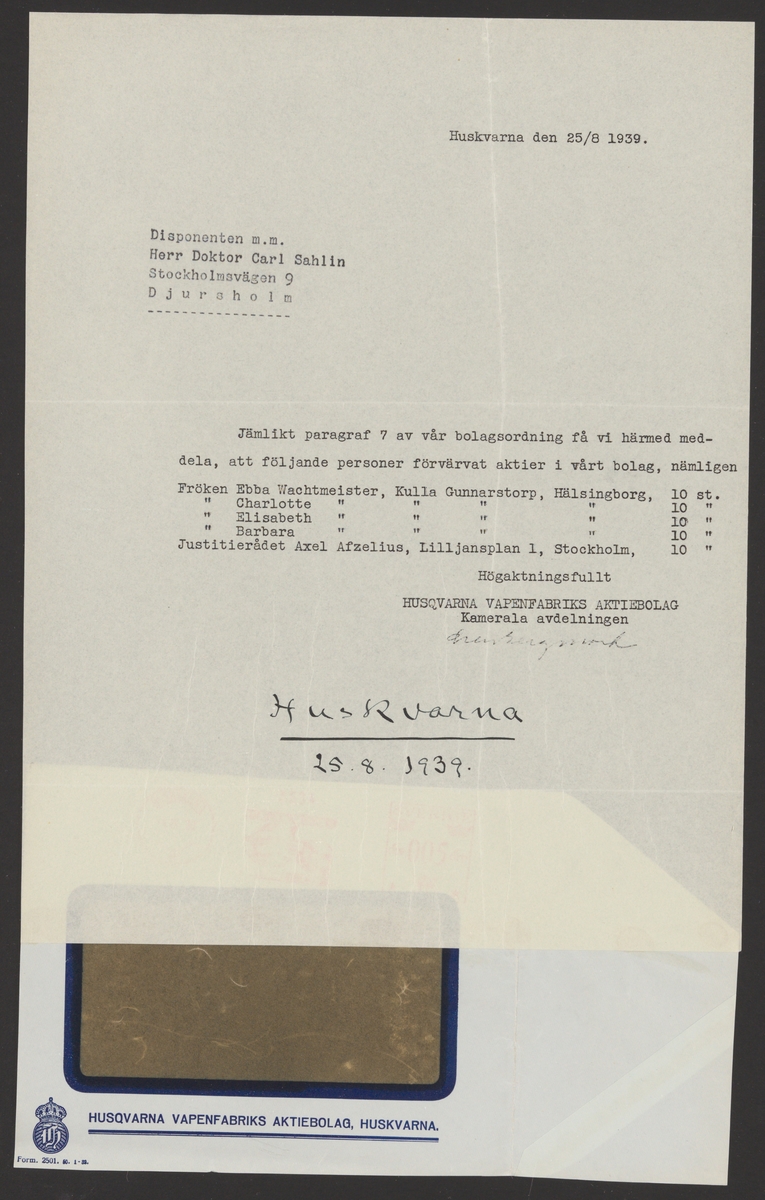 Huskvarna den 25/8 1939.
Disponenten m.m.
Herr Doktor Carl Sahlin
Stockholmsvägen 9
D j u r s h o l m
-----------------
Jämlikt paragraf 7 av vår bolagsordning få vi härmed med-
dela, att följande personer förvärvat aktier i vårt bolag, nämligen
Fröken Ebba Wachtmeister, Kulla Gunnarstorp, Hälsingborg, 10 st.
" Charlotte " " " " 10 "
" Elisabeth " " " " 10 "
" Barbara " " " " 10 "
Justitierådet Axel Afzelius, Lilljansplan 1, Stockholm, 10 "
Högaktningsfullt
HUSQVARNA VAPENFABRIKS AKTIEBOLAG
Kamerala avdelningen
Huskvarna
25.8. 1939.
HUSQVARNA VAPENFABRIKS AKTIEBOLAG, HUSKVARNA.
Form. 2501.